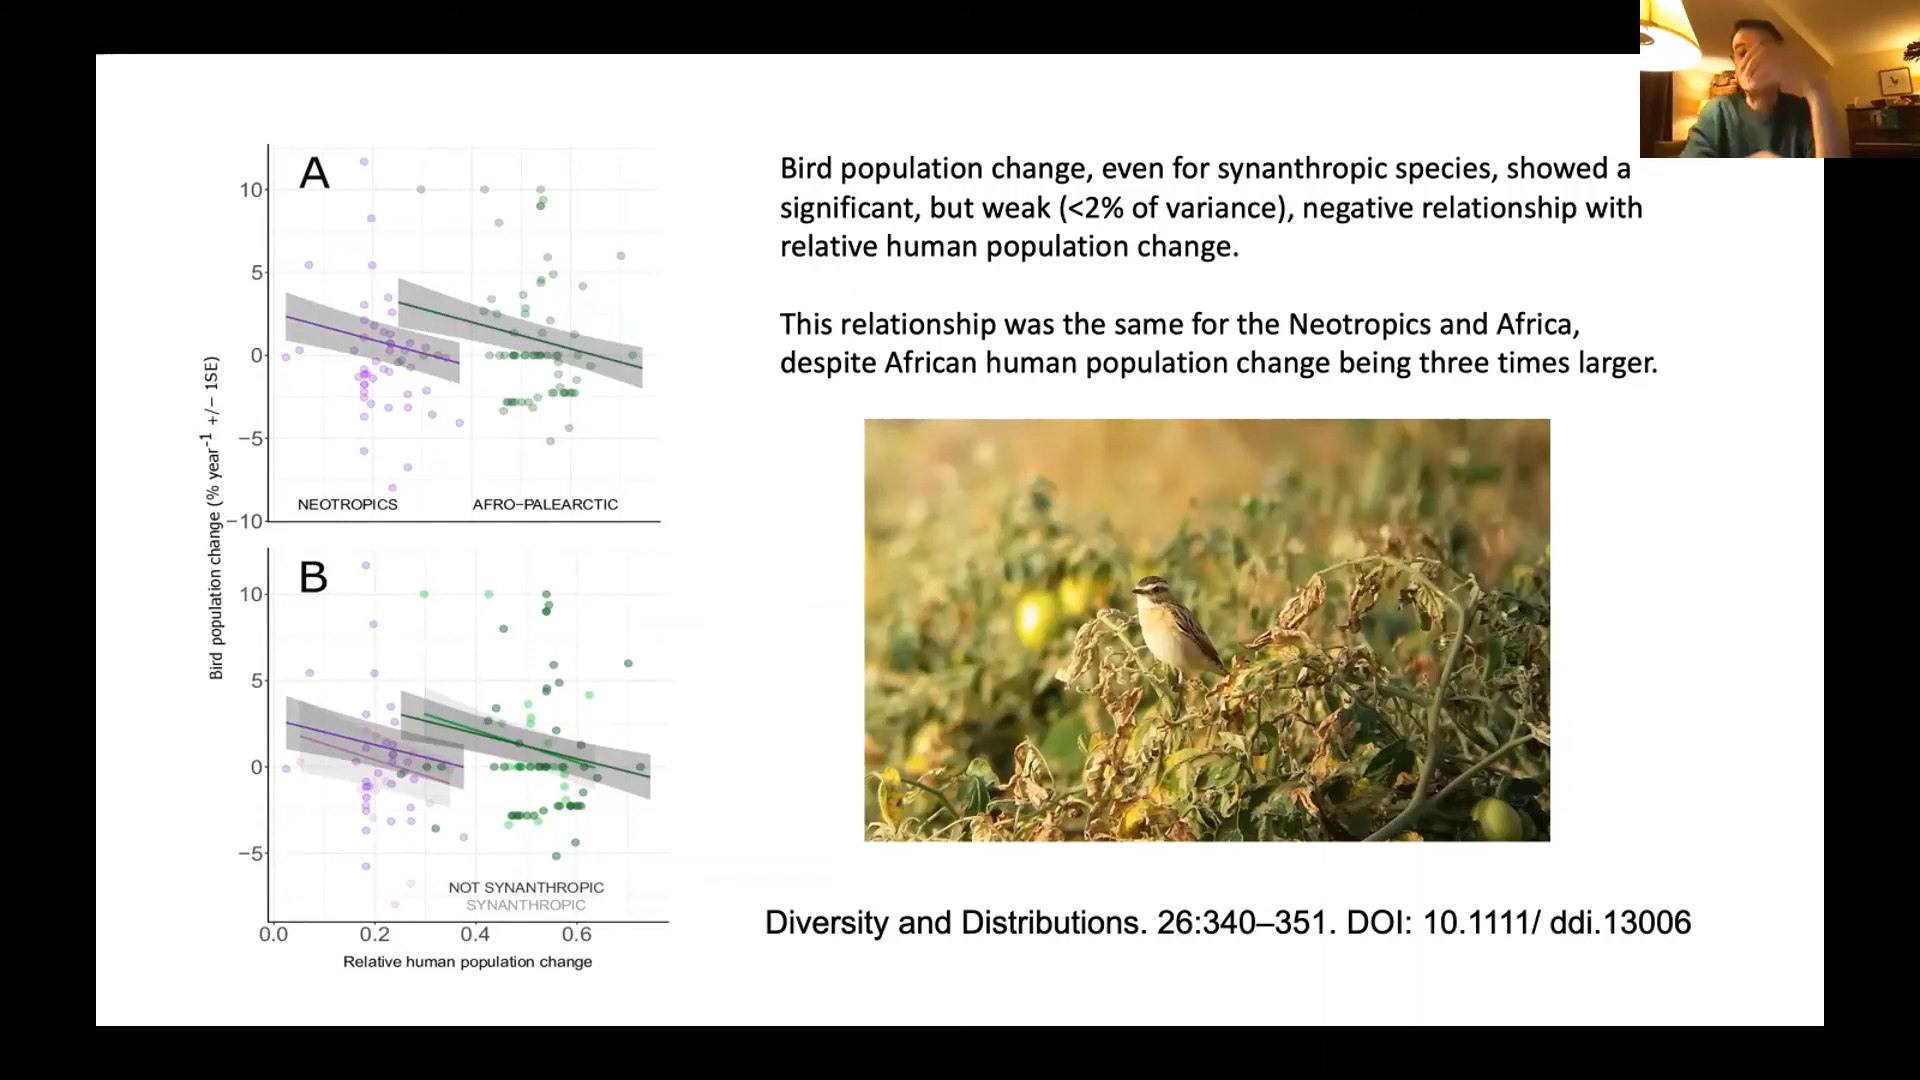 A
10
5
0
−5
−10
NEOTROPICS
AFRO−PALEARCTIC
Bird population change (% year-1 +/− 1SE)
B
10
5
0
−5
NOT SYNANTHROPIC
SYNANTHROPIC
0.0
0.2
0.4
0.6
Relative human population change
Bird population change, even for synanthropic species, showed a
significant, but weak (<2% of variance), negative relationship with
relative human population change.
This relationship was the same for the Neotropics and Africa,
despite African human population change being three times larger.
Diversity and Distributions. 26:340–351. DOI: 10.1111/ ddi.13006